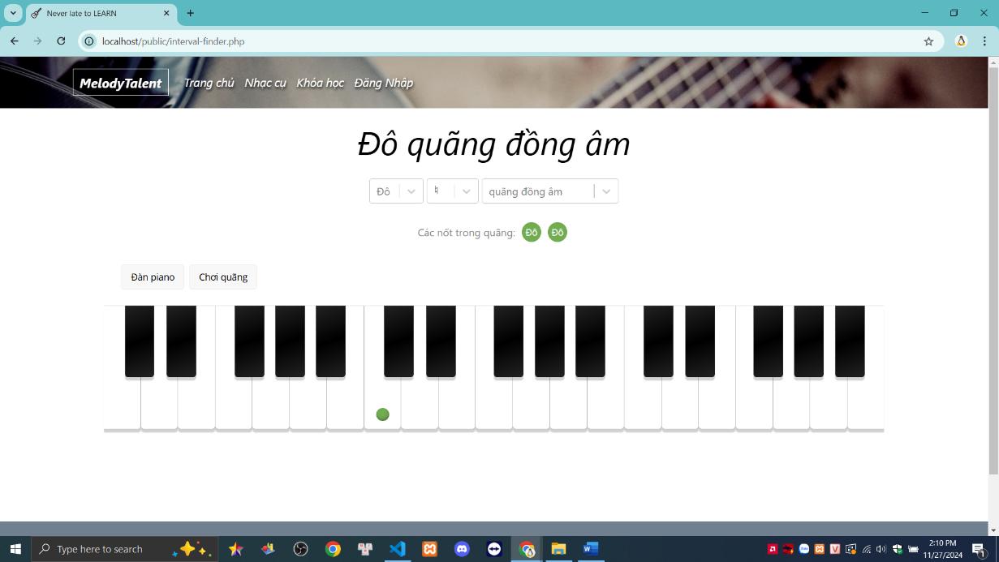 Never late to LEARN
localhost/public/interval-finder.php
MelodyTalent Trang chủ Nhạc cụ Khóa học Đăng Nhập
Đô quãng đồng âm
Đô ♮ quãng đồng âm
Các nốt trong quãng: Đô Đô
Đàn piano Chơi quãng
Type here to search
2:10 PM
11/27/2024
1